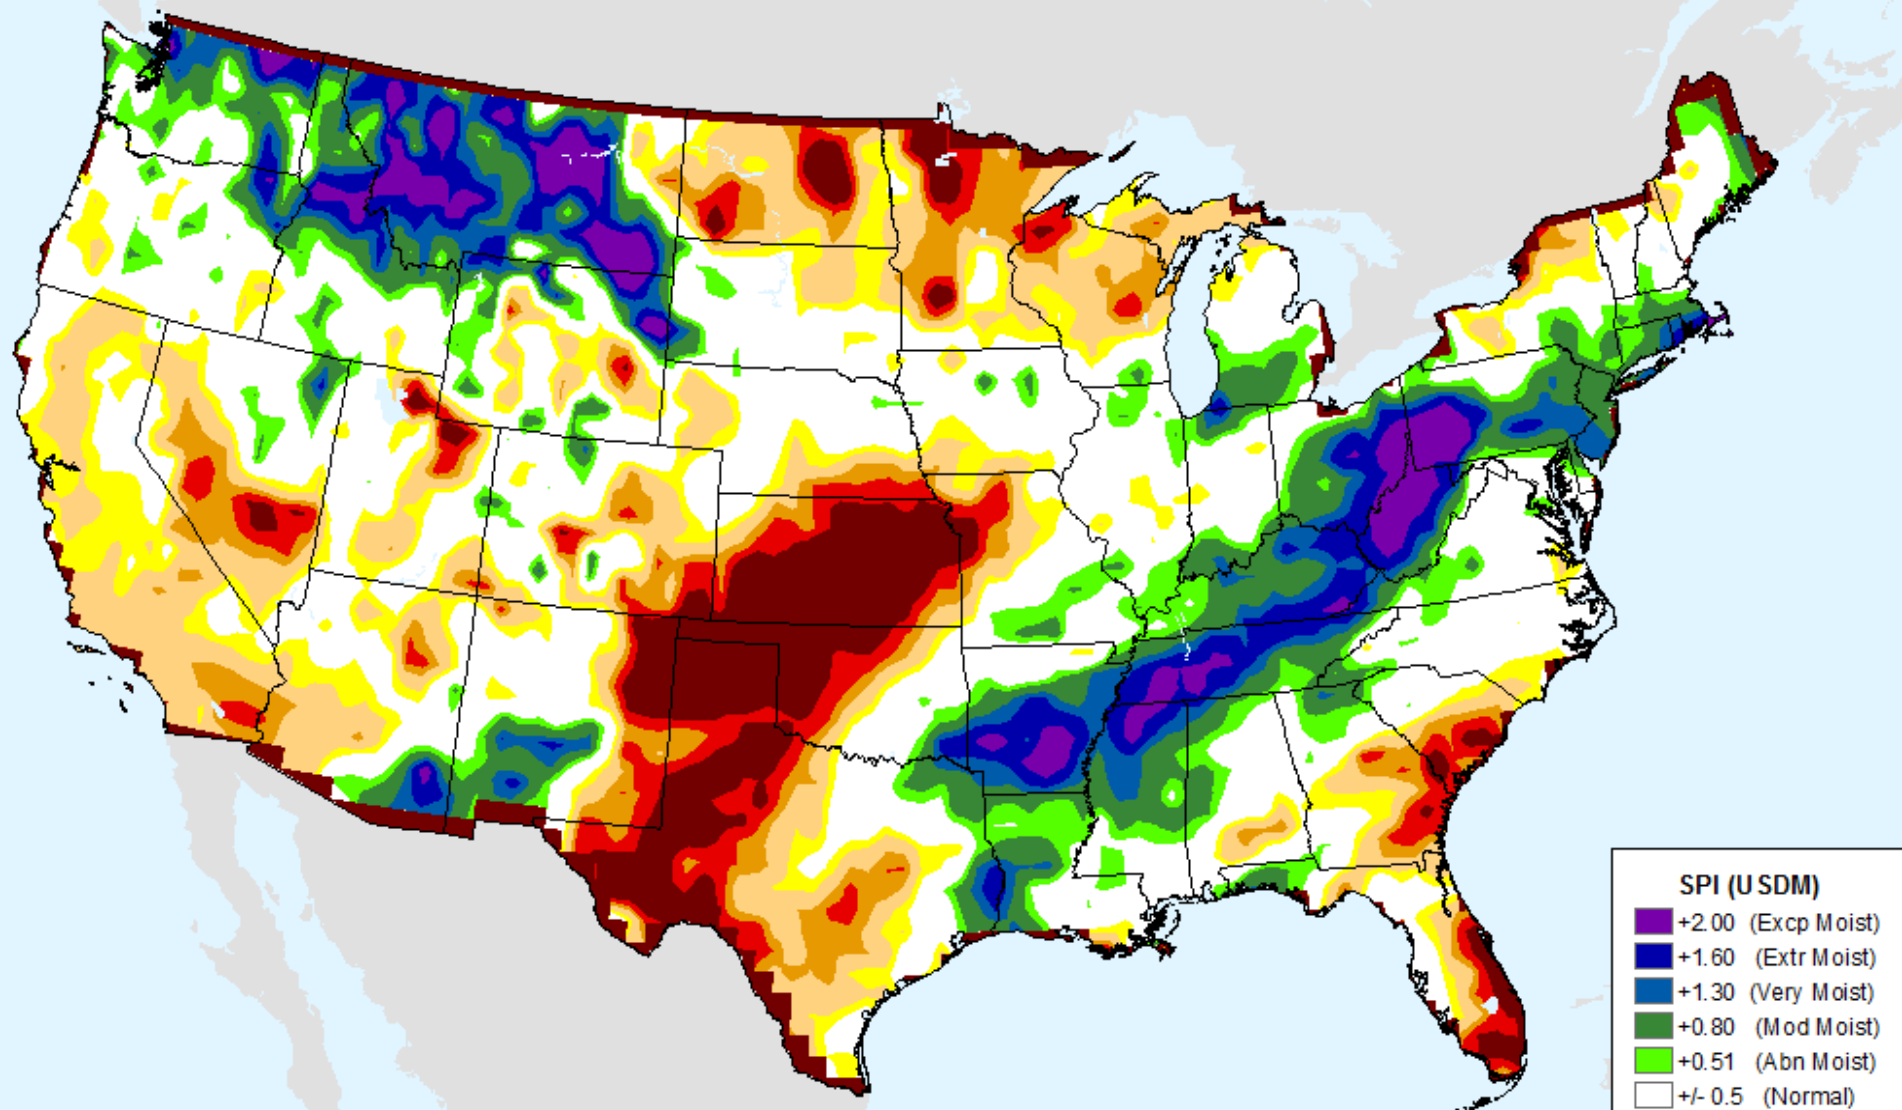 SPI (USDM)
+2.00 (Excp Moist)
+1.60 (Extr Moist)
+1.30 (Very Moist)
+0.80 (Mod Moist)
+0.51 (Abn Moist)
+/- 0.5 (Normal)